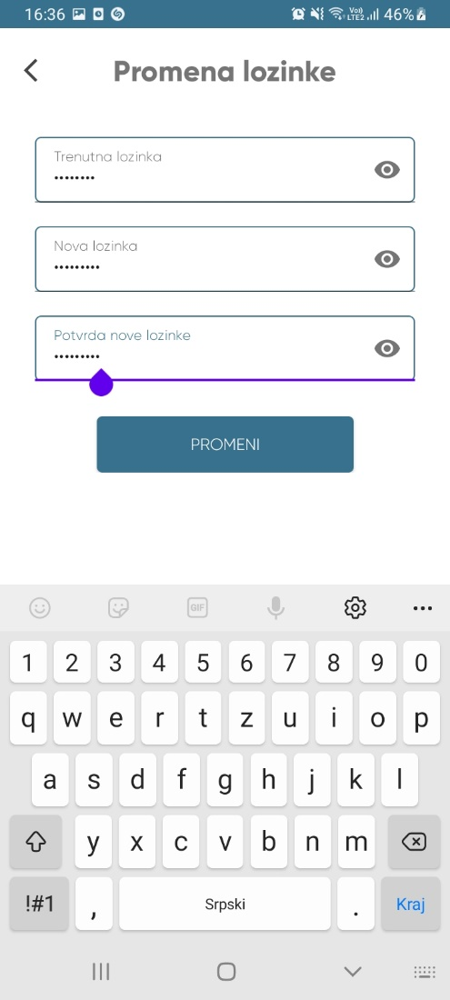 16:36
Vo))
LTE2
46%
Promena lozinke
Trenutna lozinka
••••••••
Nova lozinka
•••••••••
Potvrda nove lozinke
•••••••••
PROMENI
GIF
1 2 3 4 5 6 7 8 9 0
q w e r t z u i o p
a s d f g h j k l
y x c v b n m
!#1 , Srpski . Kraj